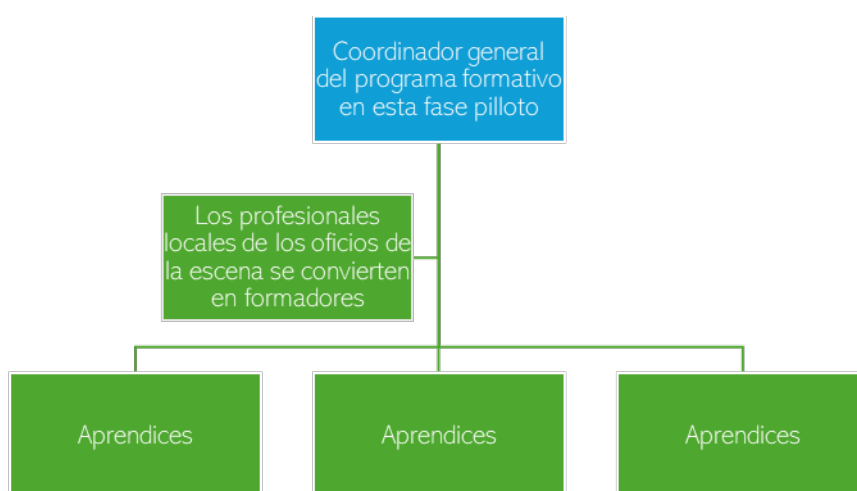 Coordinador general
del programa formativo
en esta fase pilloto
Los profesionales
locales de los oficios de
la escena se convierten
en formadores
Aprendices
Aprendices
Aprendices